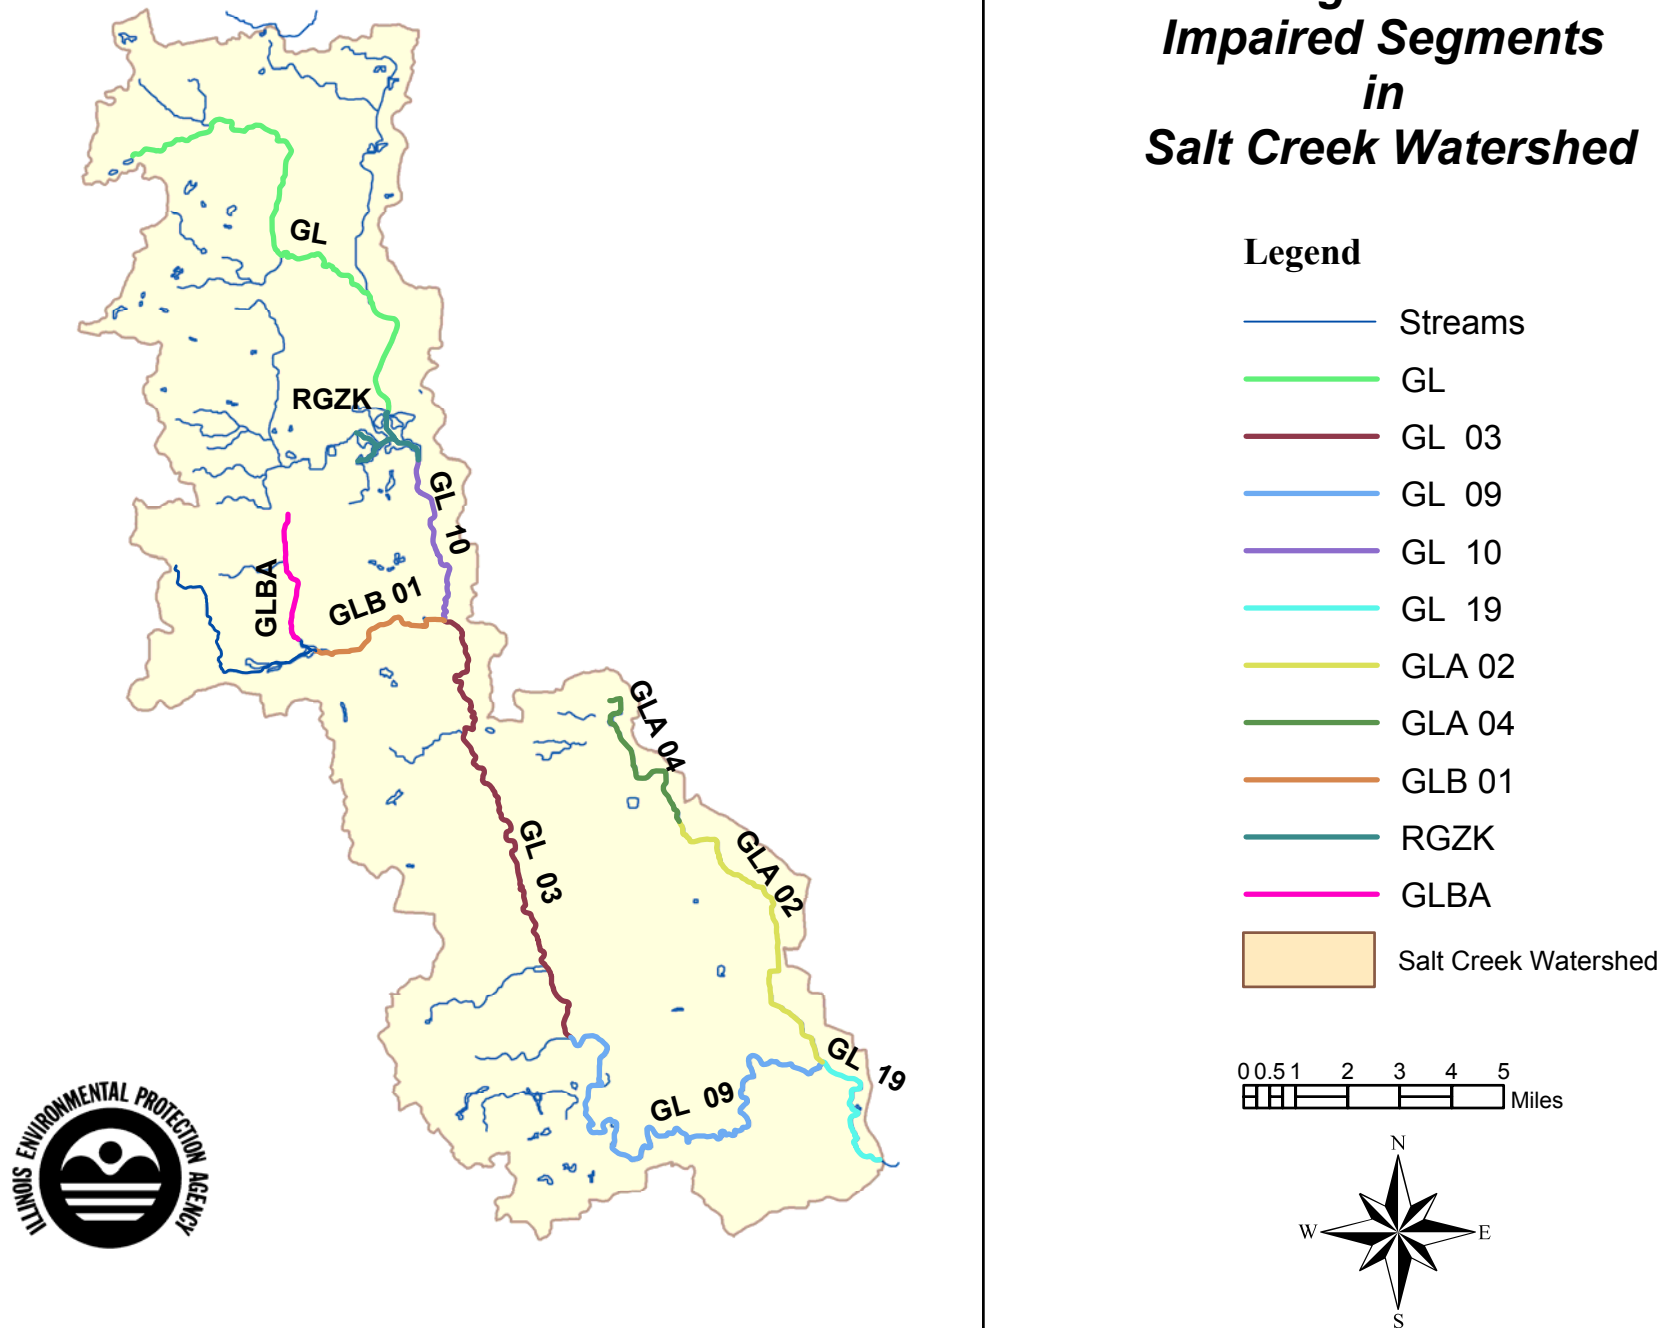 Impaired Segments
in
Salt Creek Watershed
Legend
Streams
GL
GL 03
GL 09
GL 10
GL 19
GLA 02
GLA 04
GLB 01
RGZK
GLBA
Salt Creek Watershed
0 0.5 1 2 3 4 5
Miles
N
W E
S
GL
RGZK
GL 10
GLBA
GLB 01
GLA 04
GL 03
GLA 02
GL 19
GL 09
ILLINOIS ENVIRONMENTAL PROTECTION AGENCY